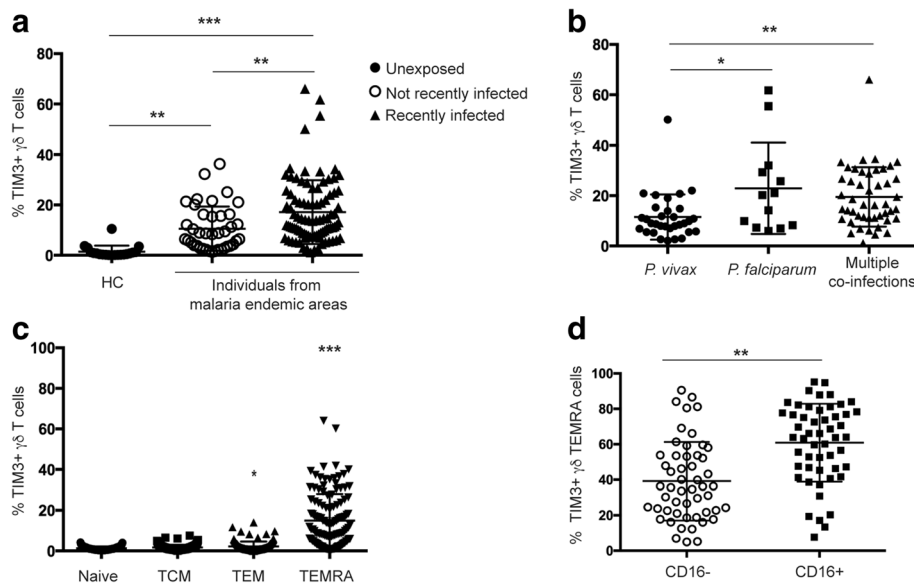 a
% TIM3+ γδ T cells
80
60
40
20
0
***
**
**
HC
Individuals from
malaria endemic areas
Unexposed
Not recently infected
Recently infected
b
% TIM3+ γδ T cells
80
60
40
20
0
**
*
P. vivax
P. falciparum
Multiple
co-infections
c
% TIM3+ γδ T cells
100
80
60
40
20
0
*
***
Naive
TCM
TEM
TEMRA
d
% TIM3+ γδ TEMRA cells
100
80
60
40
20
0
**
CD16-
CD16+